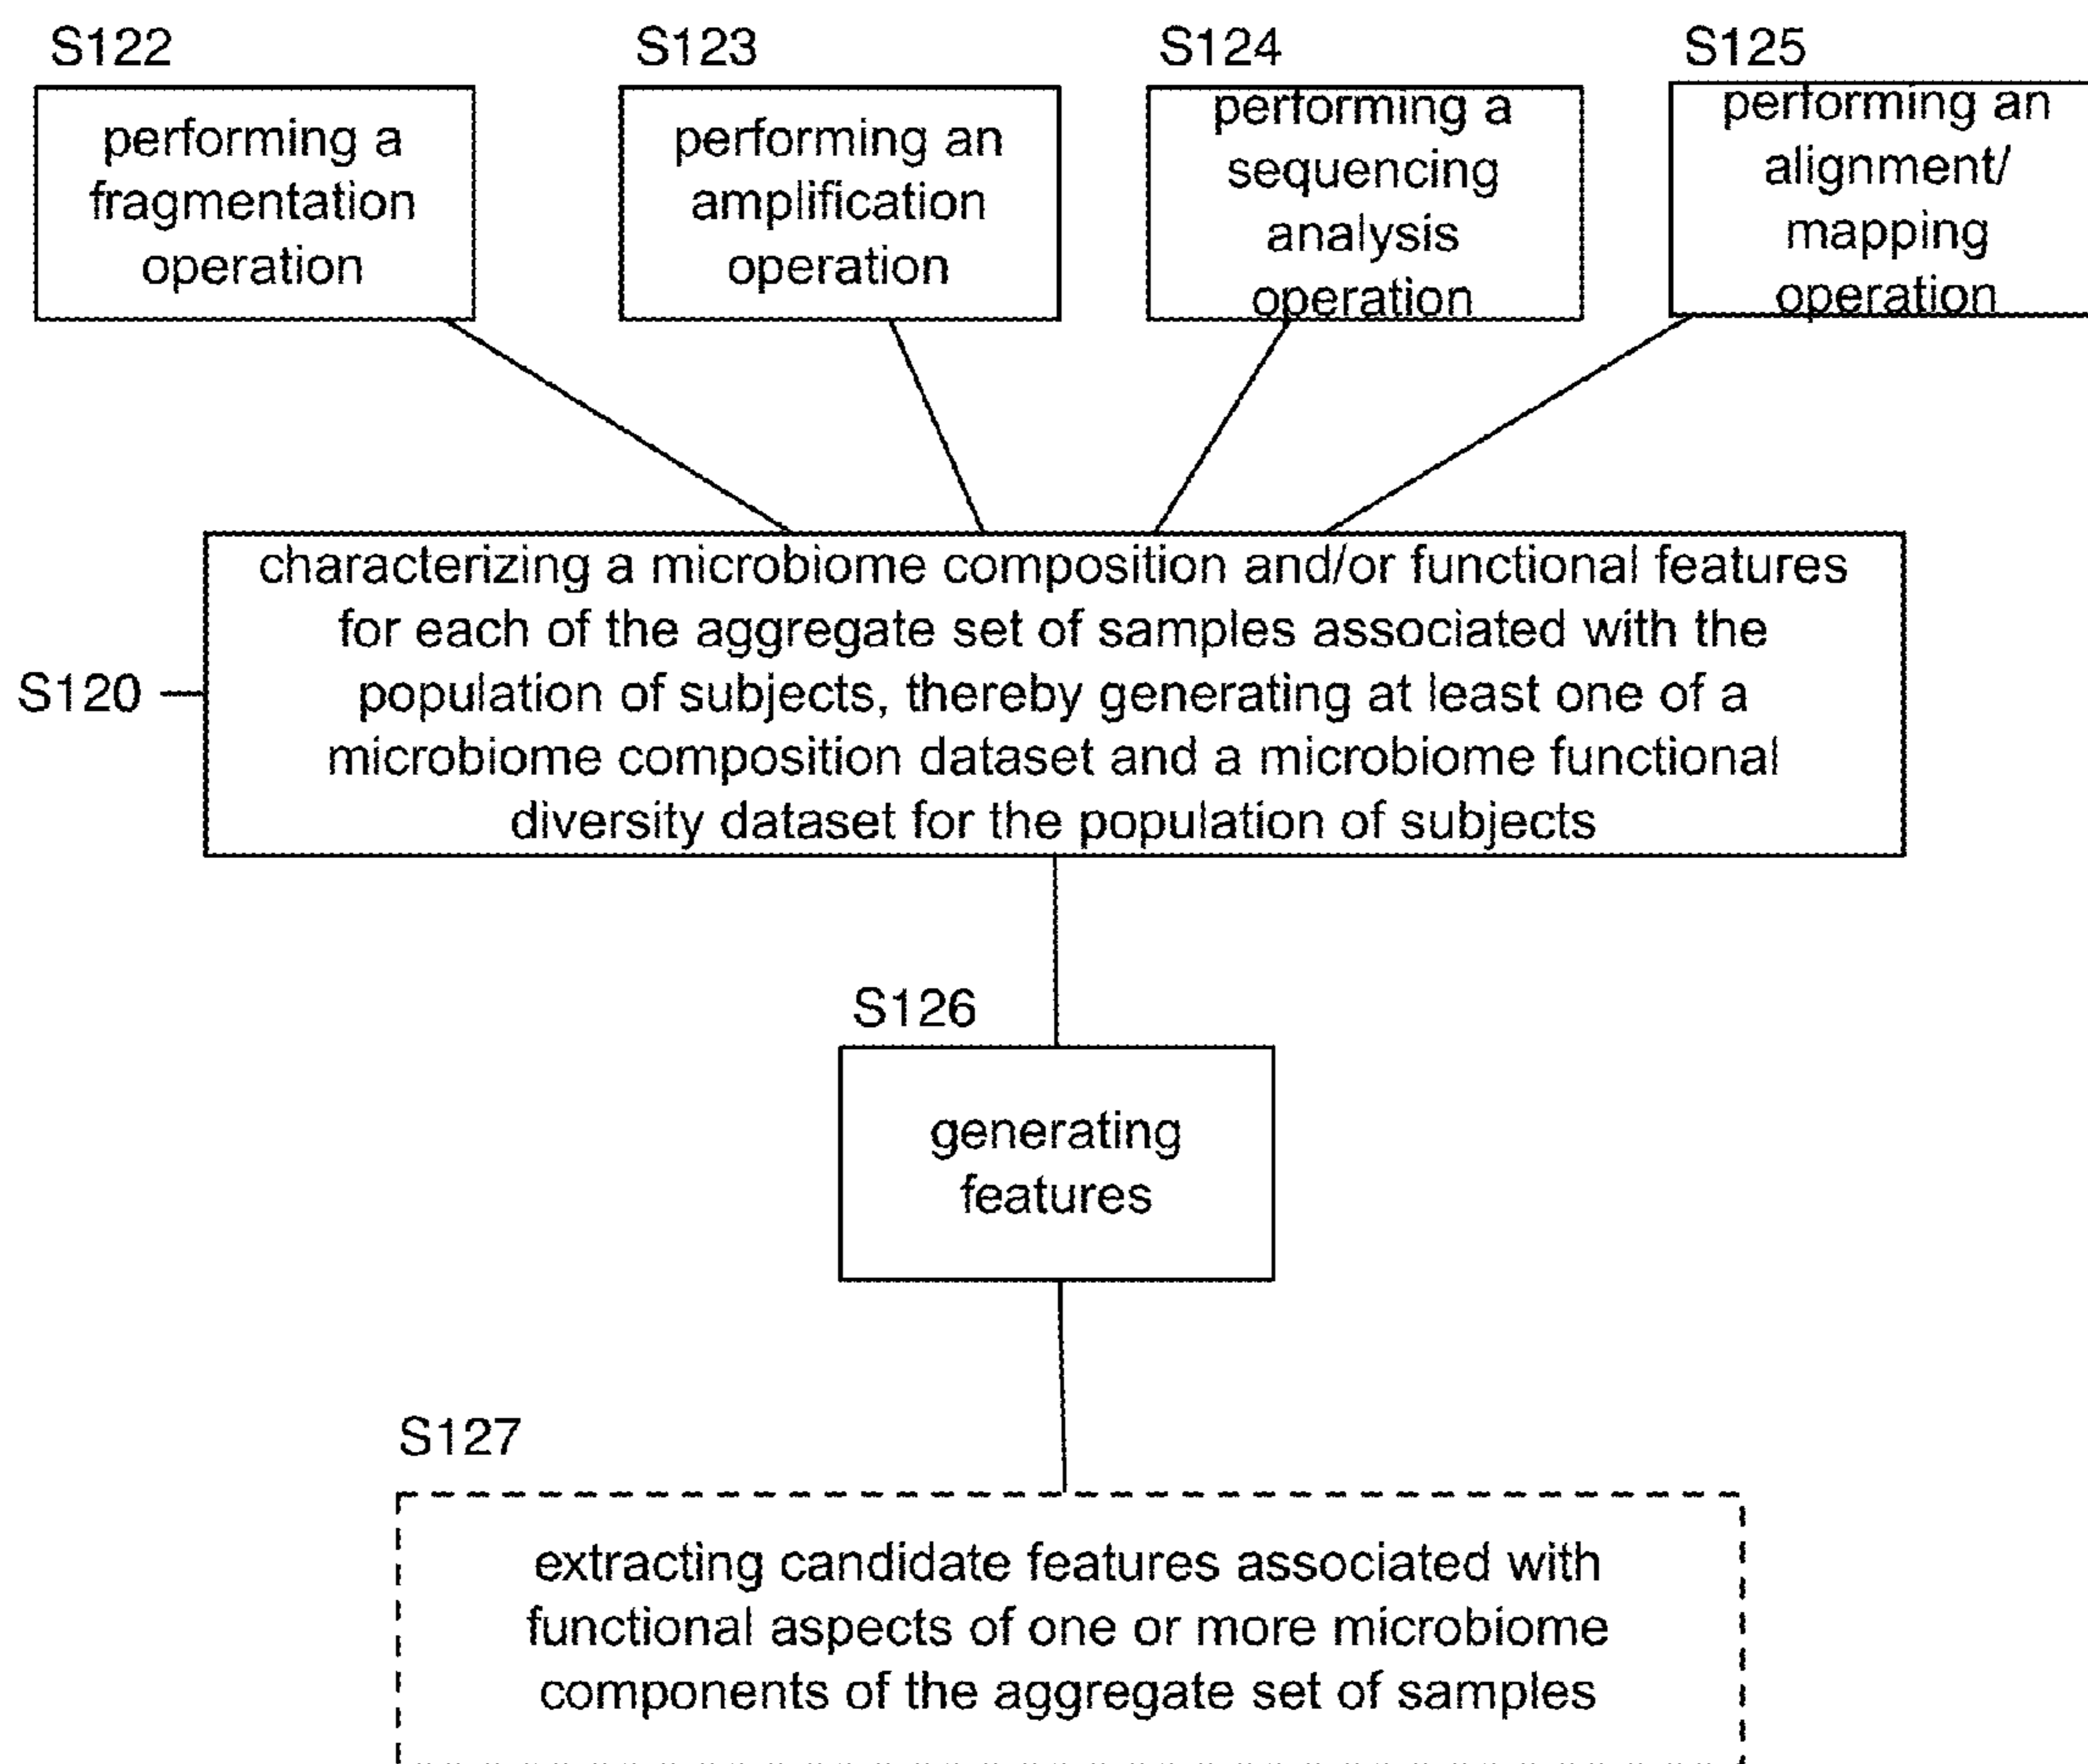 S122
performing a
fragmentation
operation
S123
performing an
amplification
operation
S124
performing a
sequencing
analysis
operation
S125
performing an
alignment/
mapping
operation
S120
characterizing a microbiome composition and/or functional features
for each of the aggregate set of samples associated with the
population of subjects, thereby generating at least one of a
microbiome composition dataset and a microbiome functional
diversity dataset for the population of subjects
S126
generating
features
S127
extracting candidate features associated with
functional aspects of one or more microbiome
components of the aggregate set of samples